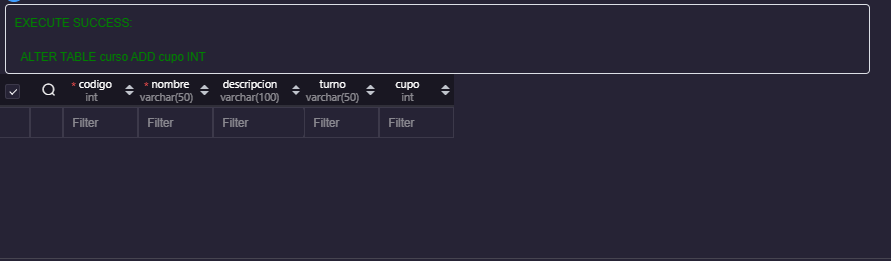 EXECUTE SUCCESS:
ALTER TABLE curso ADD cupo INT
* codigo * nombre descripcion turno cupo
int varchar(50) varchar(100) varchar(50) int
Filter Filter Filter Filter Filter